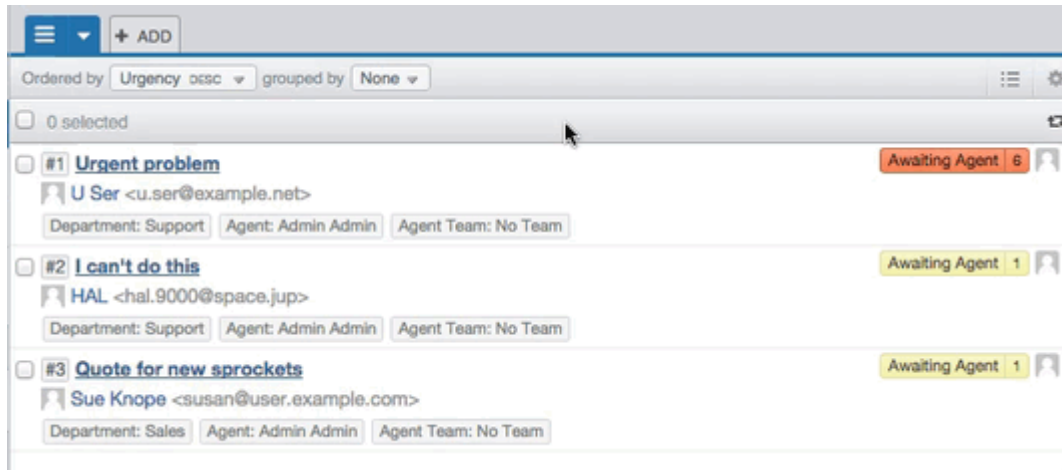 + ADD
Ordered by Urgency DESC grouped by None
0 selected
#1 Urgent problem Awaiting Agent 6
U Ser <u.ser@example.net>
Department: Support Agent: Admin Admin Agent Team: No Team
#2 I can't do this Awaiting Agent 1
HAL <hal.9000@space.jup>
Department: Support Agent: Admin Admin Agent Team: No Team
#3 Quote for new sprockets Awaiting Agent 1
Sue Knope <susan@user.example.com>
Department: Sales Agent: Admin Admin Agent Team: No Team